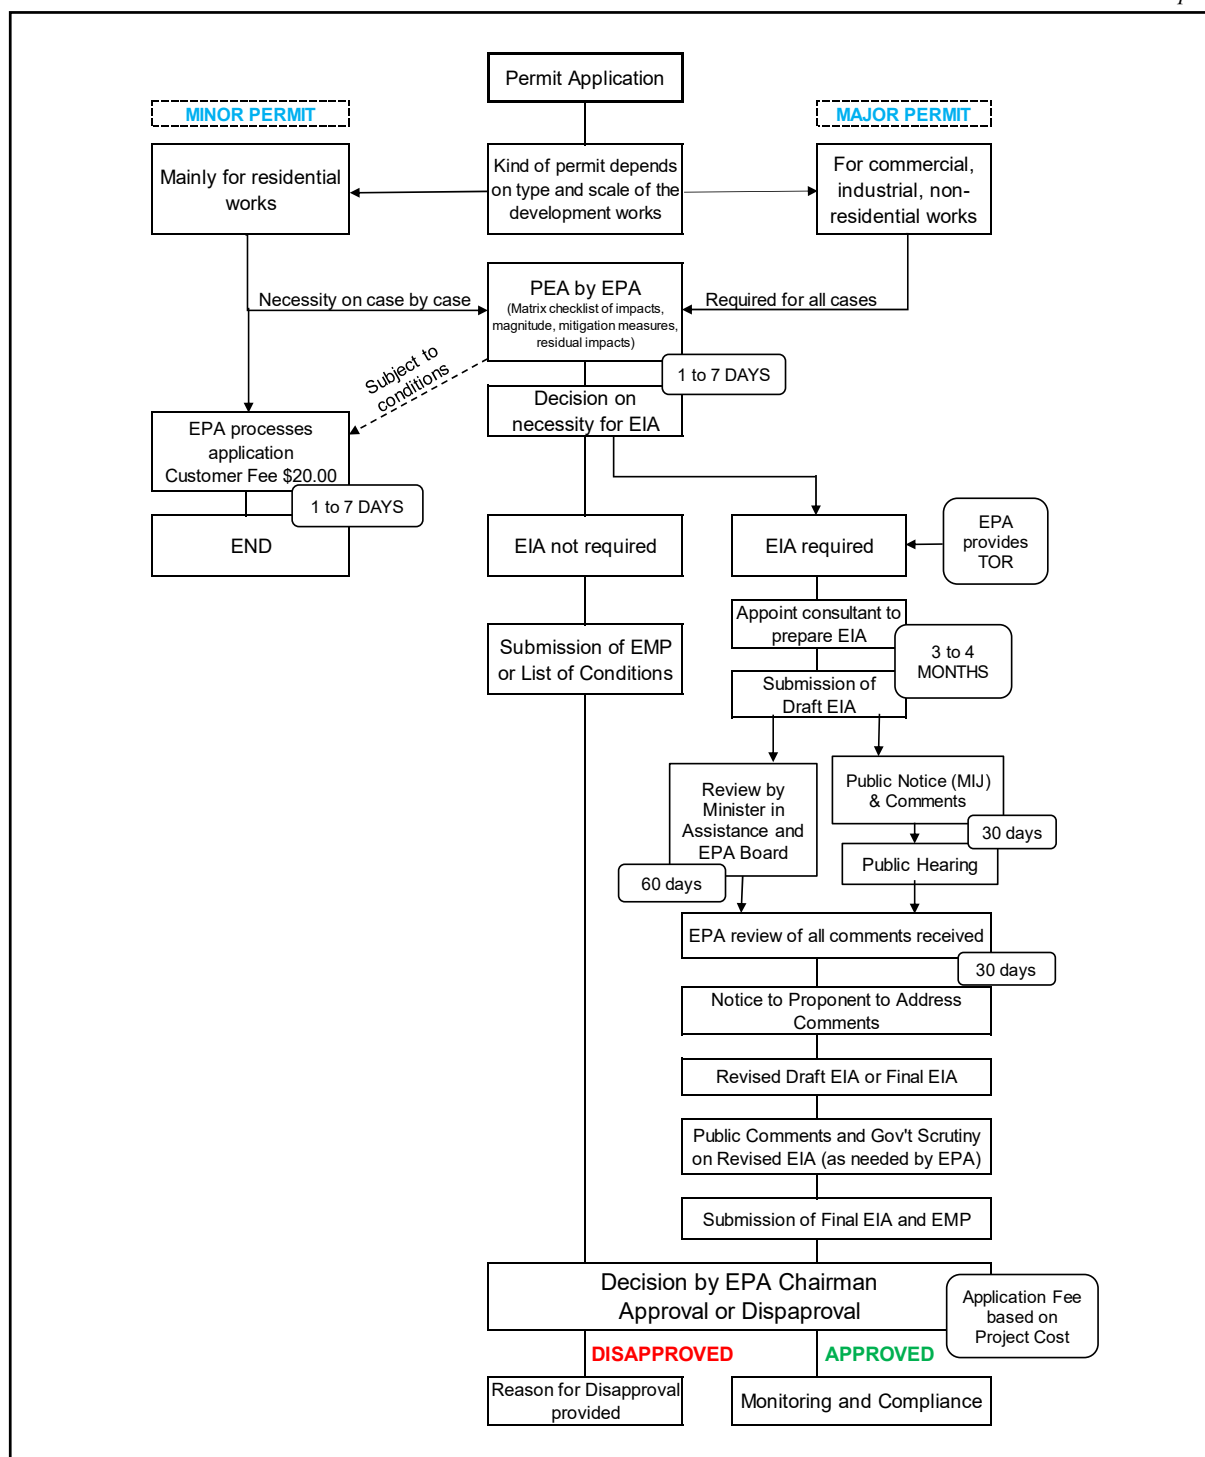 Permit Application
MINOR PERMIT
MAJOR PERMIT
Mainly for residential
works
Kind of permit depends
on type and scale of the
development works
For commercial,
industrial, non-
residential works
PEA by EPA
(Matrix checklist of impacts,
magnitude, mitigation measures,
residual impacts)
Necessity on case by case
Required for all cases
1 to 7 DAYS
Subject to
conditions
Decision on
necessity for EIA
EPA processes
application
Customer Fee $20.00
1 to 7 DAYS
END
EIA not required
EIA required
EPA
provides
TOR
Appoint consultant to
prepare EIA
3 to 4
MONTHS
Submission of EMP
or List of Conditions
Submission of
Draft EIA
Review by
Minister in
Assistance and
EPA Board
60 days
Public Notice (MIJ)
& Comments
30 days
Public Hearing
EPA review of all comments received
30 days
Notice to Proponent to Address
Comments
Revised Draft EIA or Final EIA
Public Comments and Gov't Scrutiny
on Revised EIA (as needed by EPA)
Submission of Final EIA and EMP
Decision by EPA Chairman
Approval or Dispaproval
Application Fee
based on
Project Cost
DISAPPROVED
APPROVED
Reason for Disapproval
provided
Monitoring and Compliance